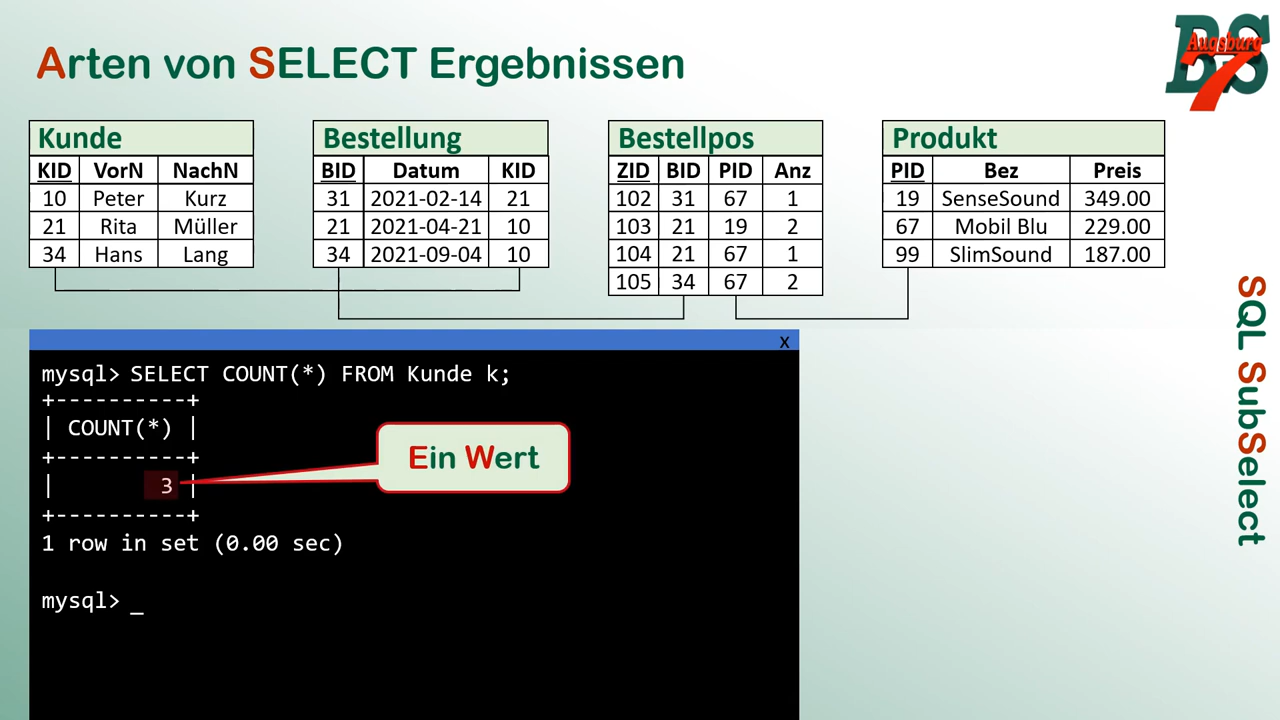 Arten von SELECT Ergebnissen
BS
Augsburg
7
Kunde
KID VorN NachN
10 Peter Kurz
21 Rita Müller
34 Hans Lang
Bestellung
BID Datum KID
31 2021-02-14 21
21 2021-04-21 10
34 2021-09-04 10
Bestellpos
ZID BID PID Anz
102 31 67 1
103 21 19 2
104 21 67 1
105 34 67 2
Produkt
PID Bez Preis
19 SenseSound 349.00
67 Mobil Blu 229.00
99 SlimSound 187.00
x
mysql> SELECT COUNT(*) FROM Kunde k;
+----------+
| COUNT(*) |
+----------+
| 3 |
+----------+
1 row in set (0.00 sec)
mysql> _
Ein Wert
SQL SubSelect